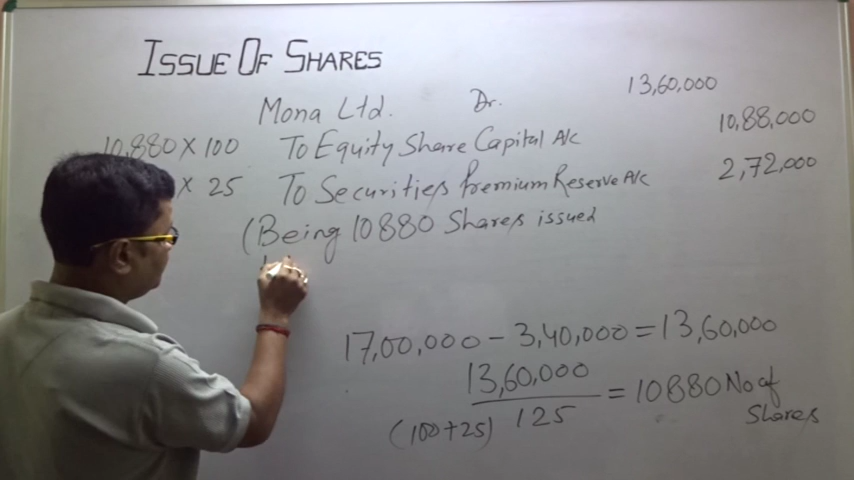 ISSUE OF SHARES
Mona Ltd. Dr. 13,60,000
10,880 × 100 To Equity Share Capital A/c 10,88,000
× 25 To Securities Premium Reserve A/c 2,72,000
(Being 10880 Shares issued
17,00,000 - 3,40,000 = 13,60,000
13,60,000
(100+25) 125 = 10880 No of
Shares